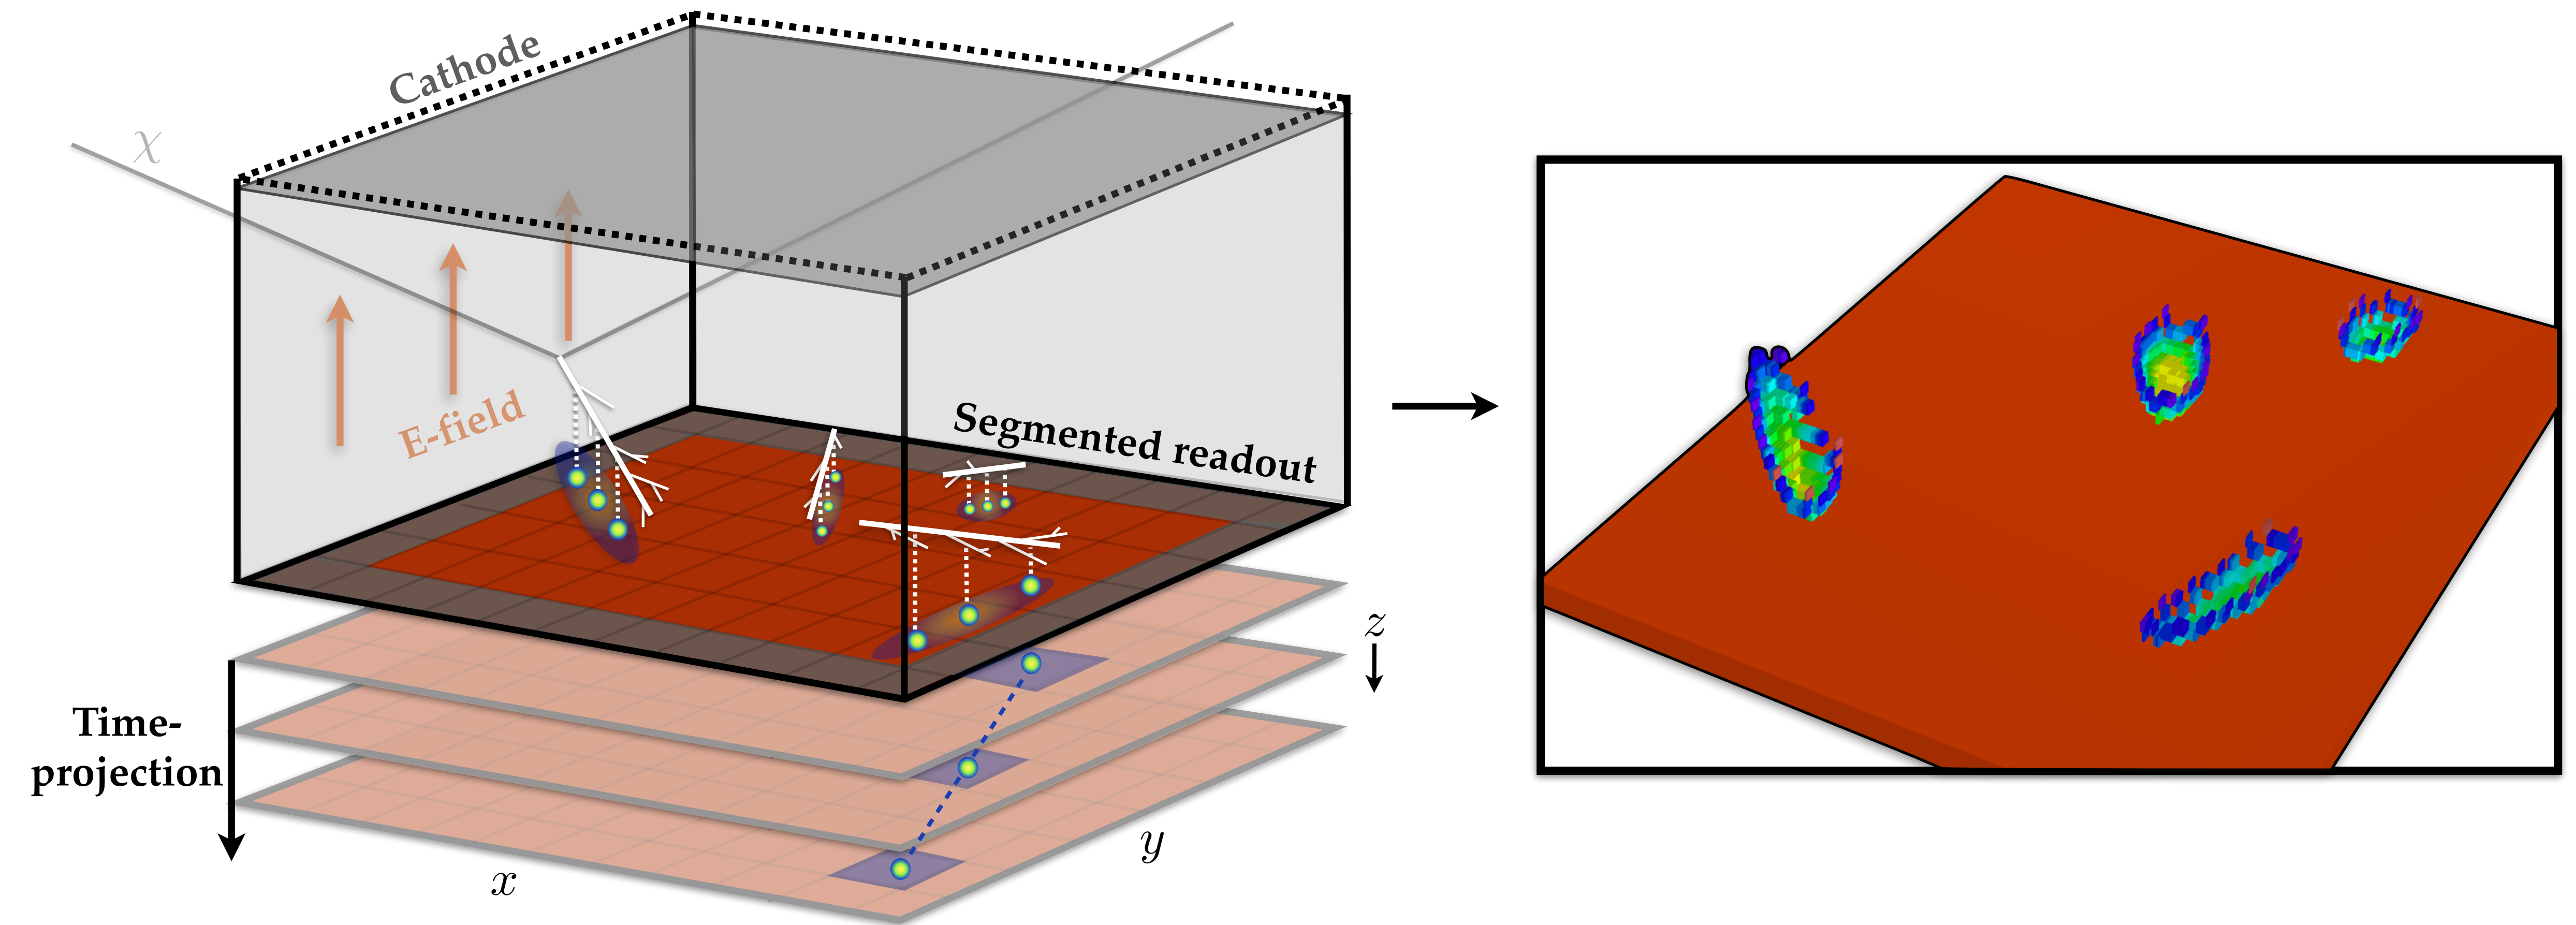 Cathode
χ
E-field
Segmented readout
z
Time-
projection
x
y